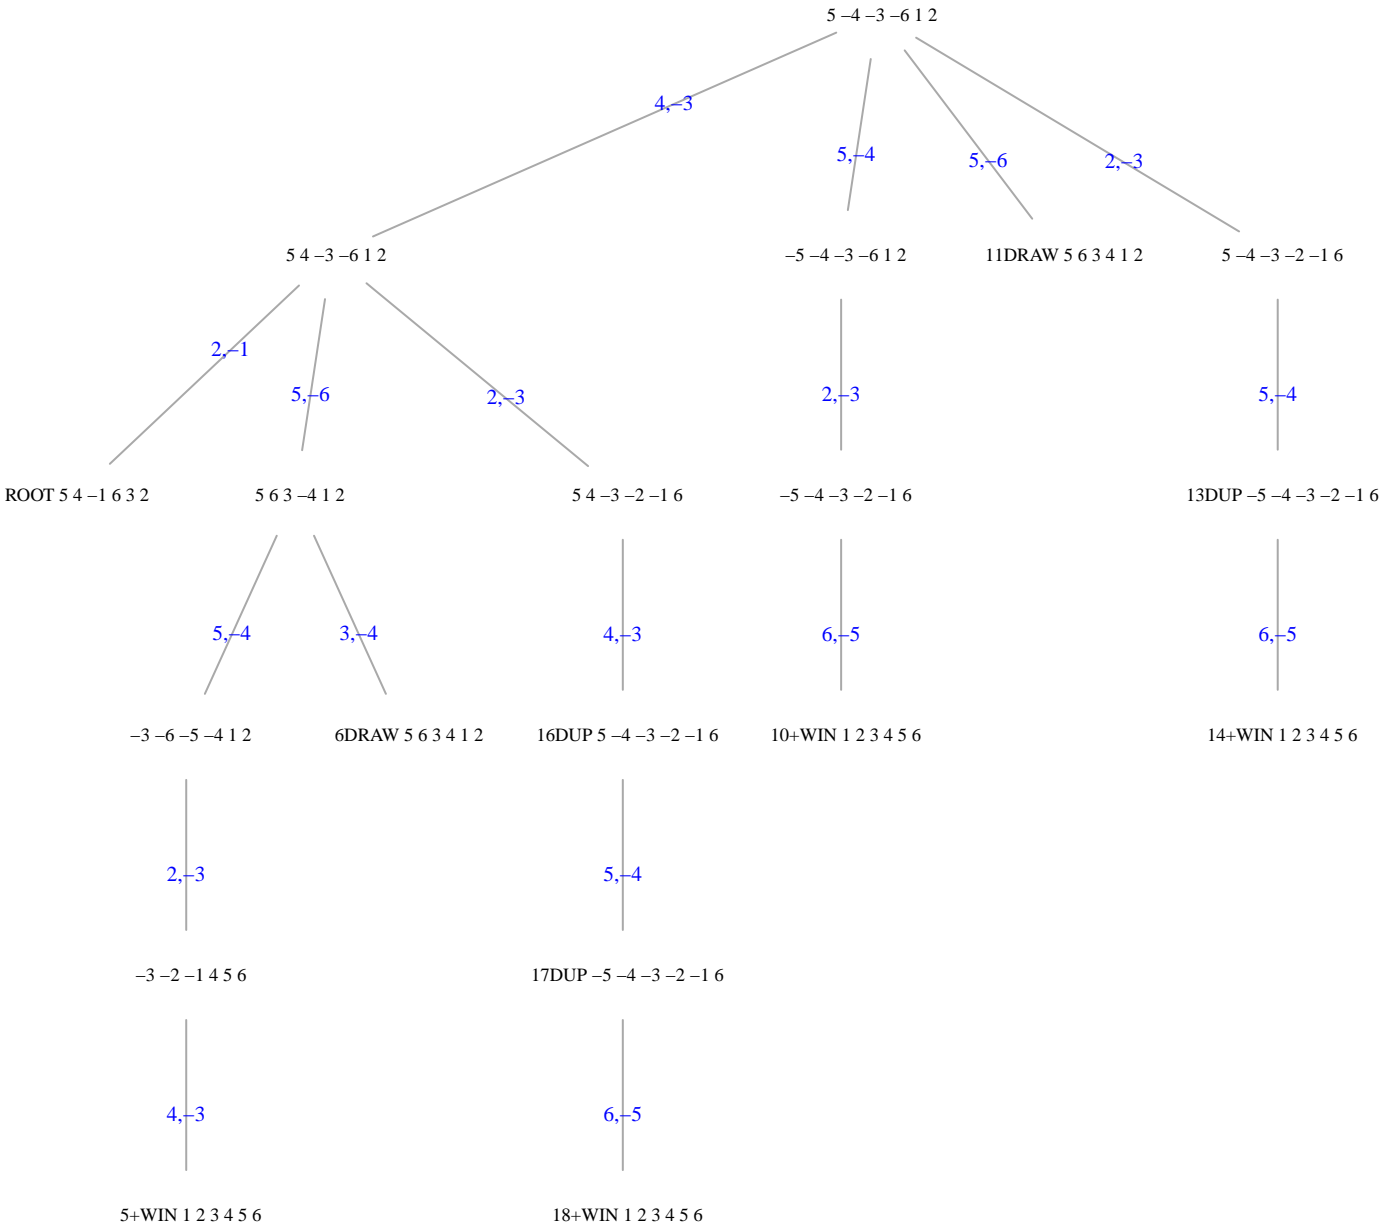 5 –4 –3 –6 1 2
4,–3
5,–4
5,–6
2,–3
5 4 –3 –6 1 2
–5 –4 –3 –6 1 2
11DRAW 5 6 3 4 1 2
5 –4 –3 –2 –1 6
2,–1
5,–6
2,–3
2,–3
5,–4
ROOT 5 4 –1 6 3 2
5 6 3 –4 1 2
5 4 –3 –2 –1 6
–5 –4 –3 –2 –1 6
13DUP –5 –4 –3 –2 –1 6
5,–4
3,–4
4,–3
6,–5
6,–5
–3 –6 –5 –4 1 2
6DRAW 5 6 3 4 1 2
16DUP 5 –4 –3 –2 –1 6
10+WIN 1 2 3 4 5 6
14+WIN 1 2 3 4 5 6
2,–3
5,–4
–3 –2 –1 4 5 6
17DUP –5 –4 –3 –2 –1 6
4,–3
6,–5
5+WIN 1 2 3 4 5 6
18+WIN 1 2 3 4 5 6